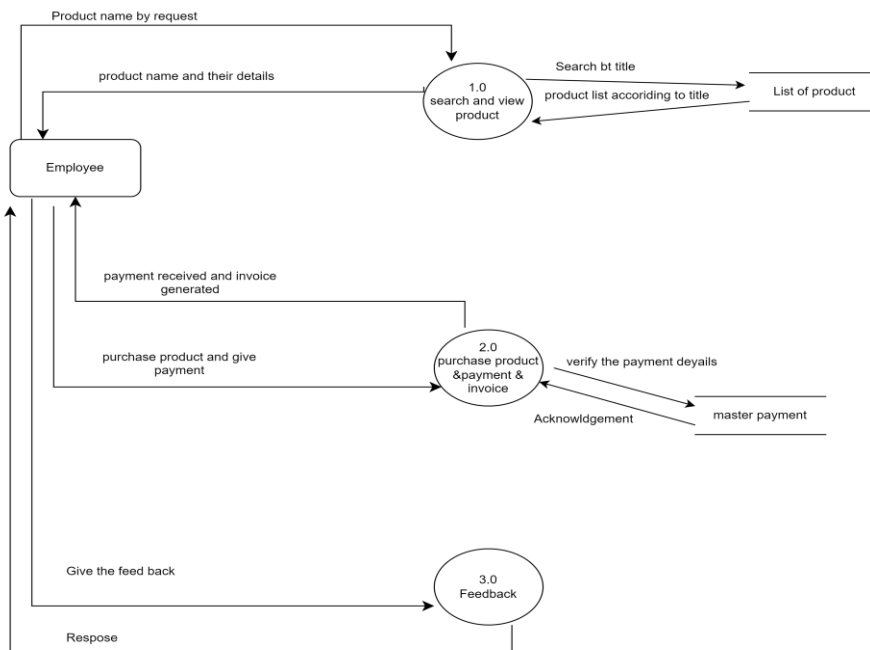 Product name by request
Search bt title
product name and their details
1.0
search and view
product
product list accoriding to title
List of product
Employee
payment received and invoice
generated
purchase product and give
payment
2.0
purchase product
&payment &
invoice
verify the payment deyails
Acknowldgement
master payment
Give the feed back
3.0
Feedback
Respose